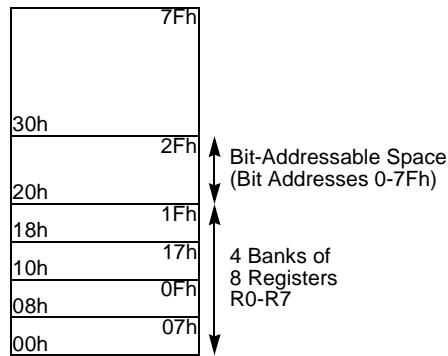 7Fh
30h
2Fh
Bit-Addressable Space
(Bit Addresses 0-7Fh)
20h
1Fh
18h
17h
10h
4 Banks of
8 Registers
R0-R7
0Fh
08h
07h
00h